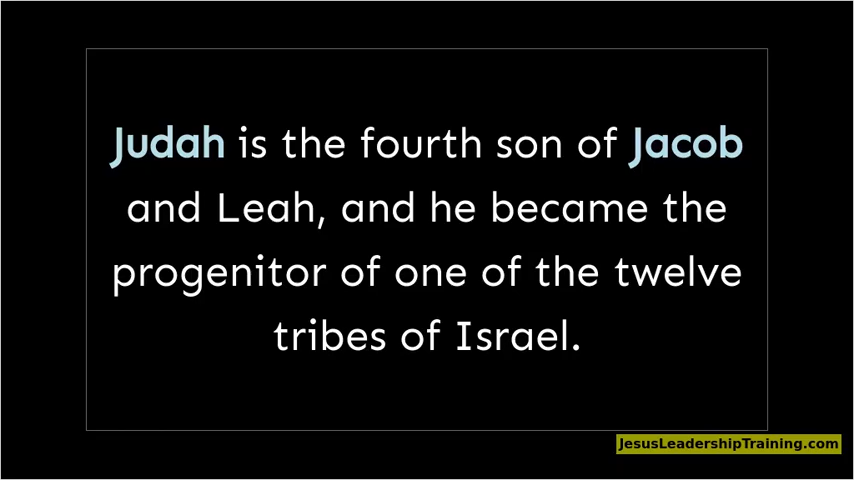 Judah is the fourth son of Jacob
and Leah, and he became the
progenitor of one of the twelve
tribes of Israel.
JesusLeadershipTraining.com